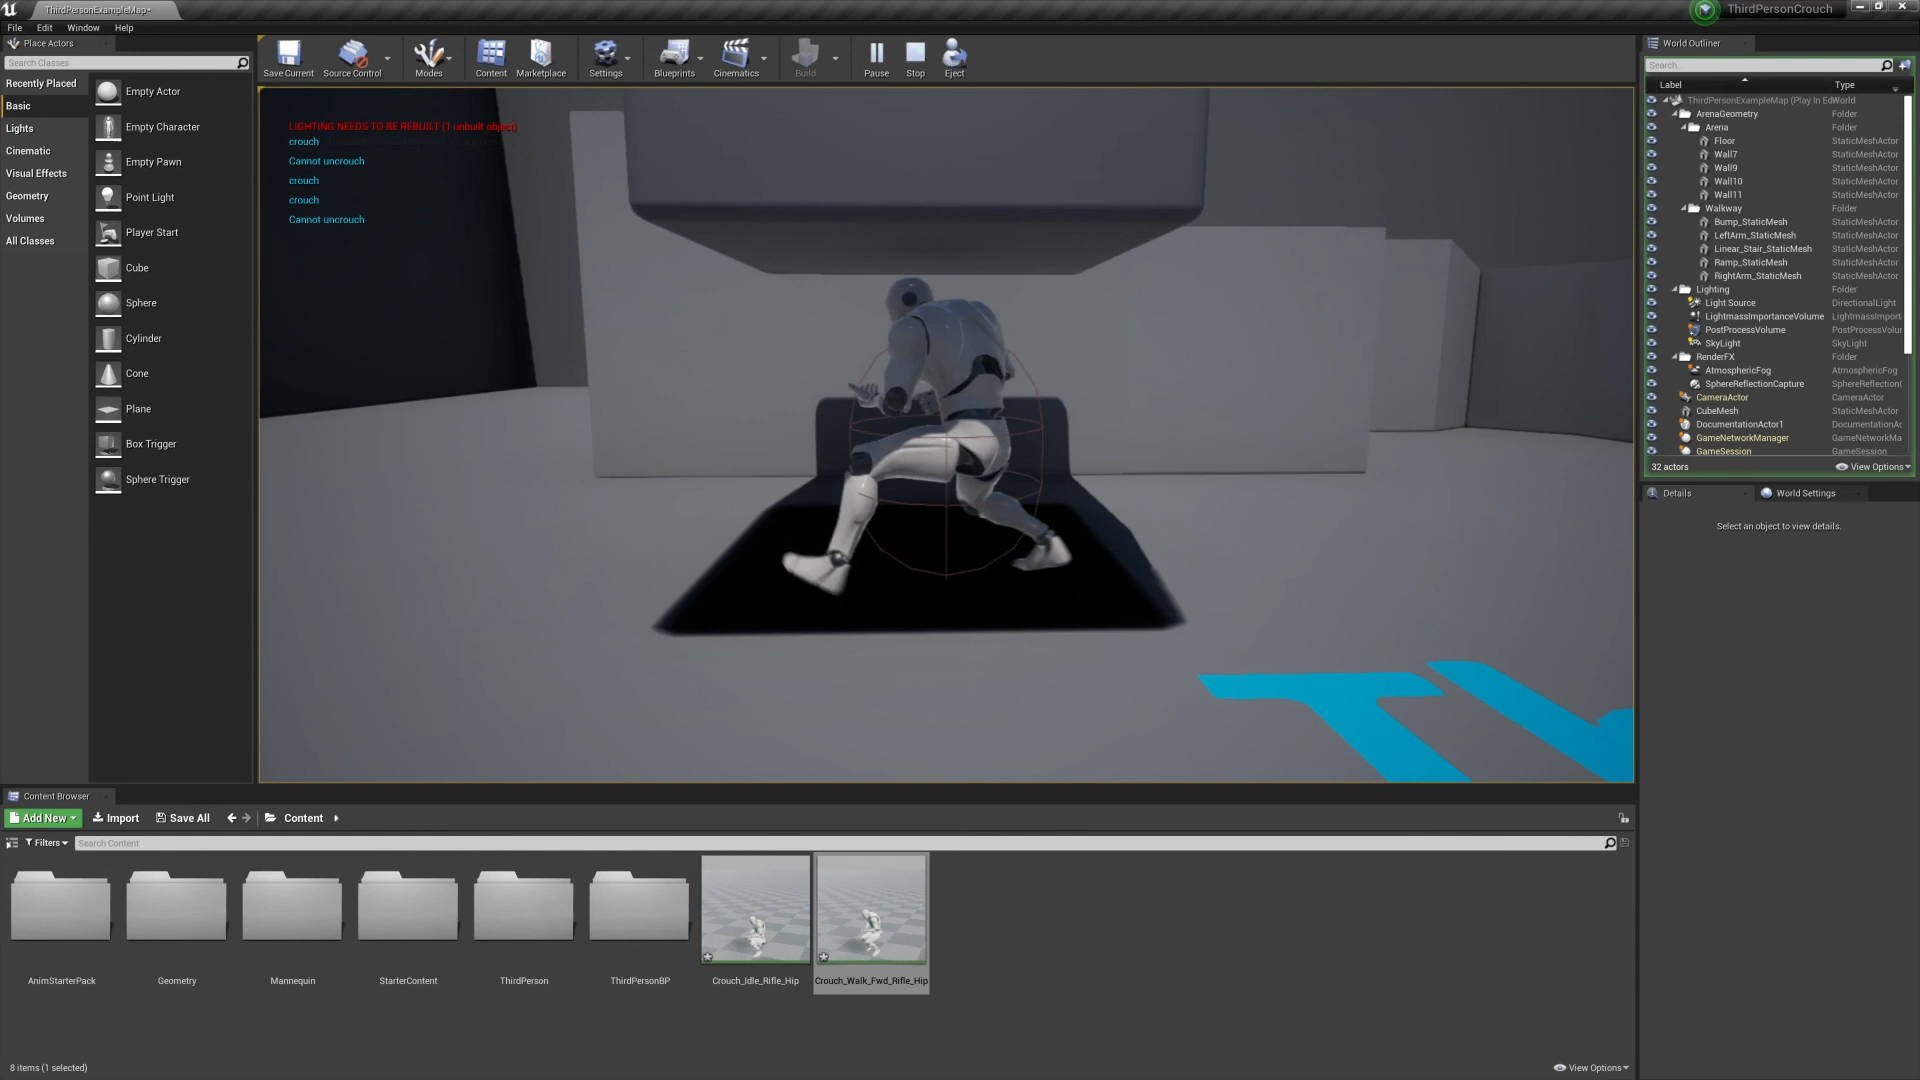 ThirdPersonExampleMap*
ThirdPersonCrouch
File Edit Window Help
Place Actors
Search Classes
Recently Placed
Basic
Lights
Cinematic
Visual Effects
Geometry
Volumes
All Classes
Empty Actor
Empty Character
Empty Pawn
Point Light
Player Start
Cube
Sphere
Cylinder
Cone
Plane
Box Trigger
Sphere Trigger
Save Current Source Control Modes Content Marketplace Settings Blueprints Cinematics Build Pause Stop Eject
LIGHTING NEEDS TO BE REBUILT (1 unbuilt object)
crouch
Cannot uncrouch
crouch
crouch
Cannot uncrouch
World Outliner
Search...
Label Type
ThirdPersonExampleMap (Play In Ed World
ArenaGeometry Folder
Arena Folder
Floor StaticMeshActor
Wall7 StaticMeshActor
Wall9 StaticMeshActor
Wall10 StaticMeshActor
Wall11 StaticMeshActor
Walkway Folder
Bump_StaticMesh StaticMeshActor
LeftArm_StaticMesh StaticMeshActor
Linear_Stair_StaticMesh StaticMeshActor
Ramp_StaticMesh StaticMeshActor
RightArm_StaticMesh StaticMeshActor
Lighting Folder
Light Source DirectionalLight
LightmassImportanceVolume LightmassImport
PostProcessVolume PostProcessVolur
SkyLight SkyLight
RenderFX Folder
AtmosphericFog AtmosphericFog
SphereReflectionCapture SphereReflection
CameraActor CameraActor
CubeMesh StaticMeshActor
DocumentationActor1 DocumentationAc
GameNetworkManager GameNetworkMa
GameSession GameSession
32 actors View Options
Details World Settings
Select an object to view details.
Content Browser
Add New Import Save All Content
Filters Search Content
AnimStarterPack Geometry Mannequin StarterContent ThirdPerson ThirdPersonBP Crouch_Idle_Rifle_Hip Crouch_Walk_Fwd_Rifle_Hip
8 items (1 selected) View Options